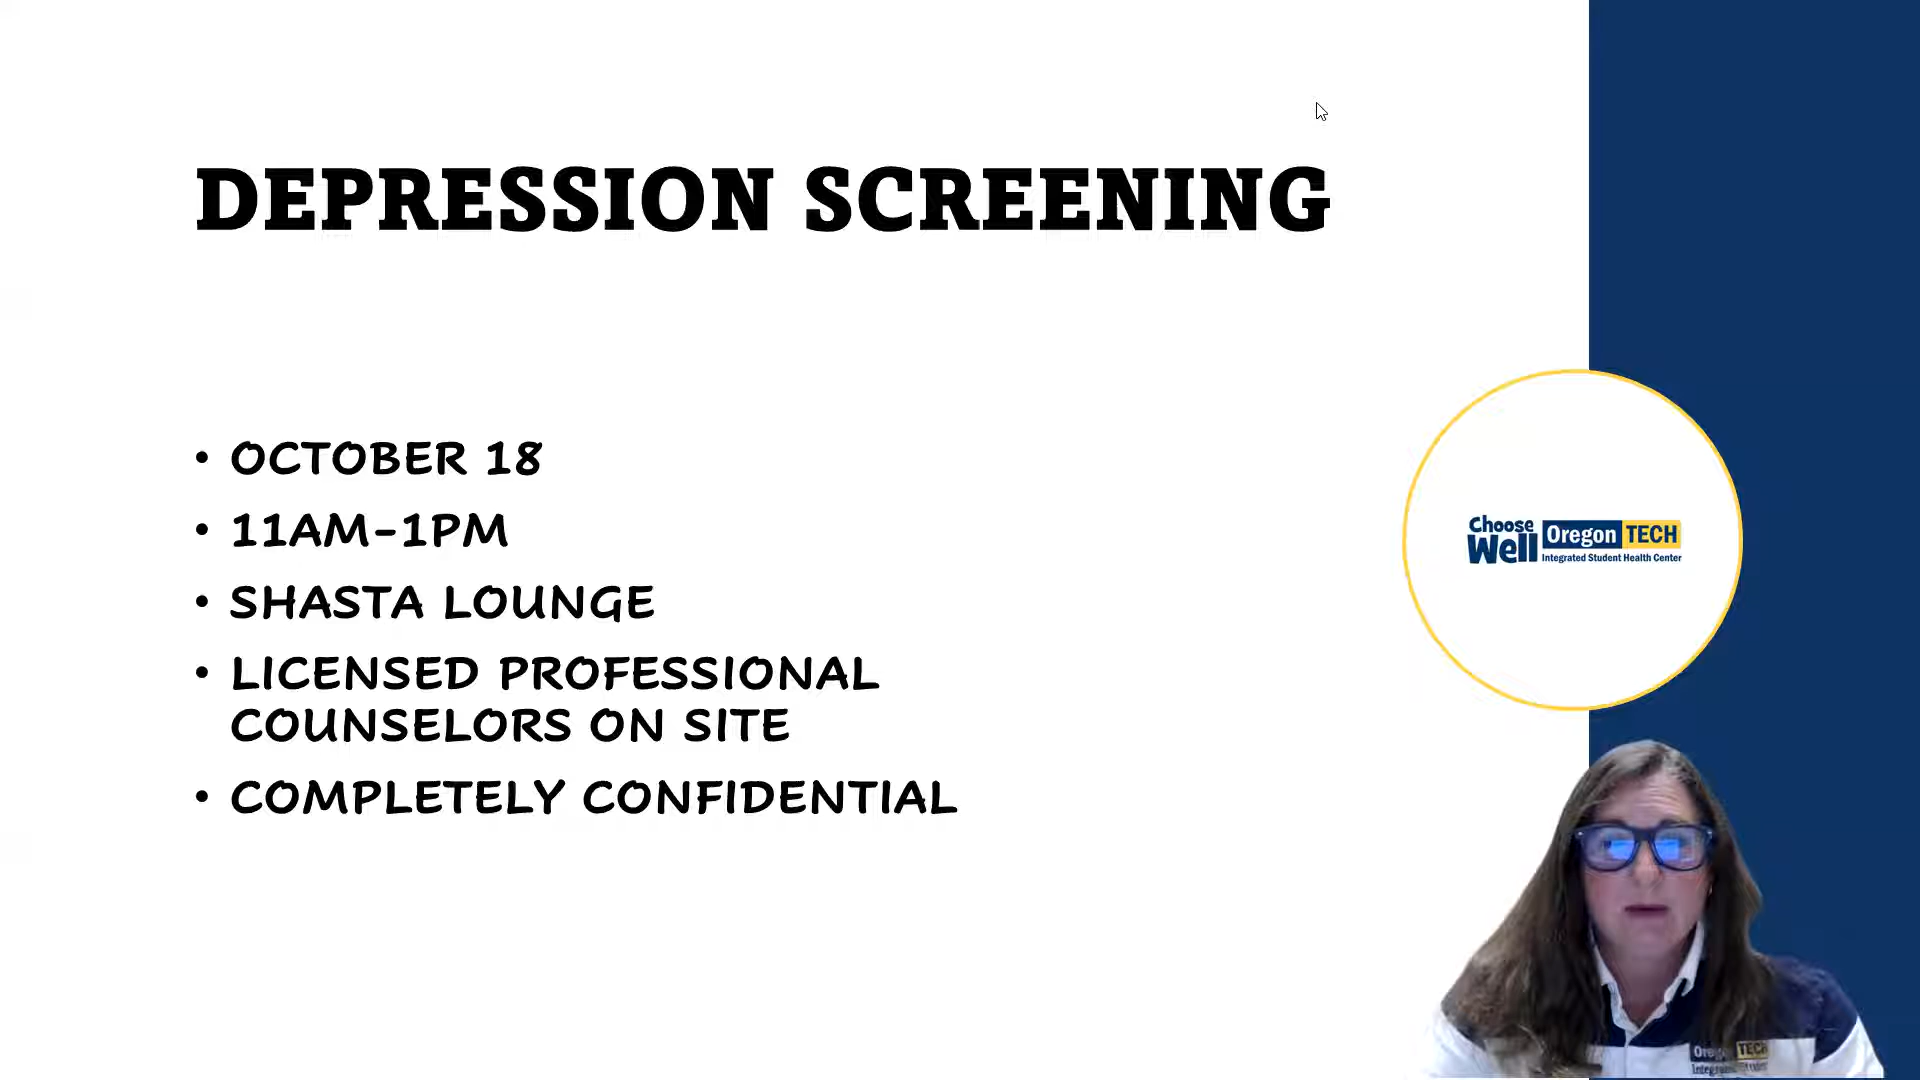 DEPRESSION SCREENING
• OCTOBER 18
• 11AM-1PM
• SHASTA LOUNGE
• LICENSED PROFESSIONAL
COUNSELORS ON SITE
• COMPLETELY CONFIDENTIAL
Choose
Well
Oregon TECH
Integrated Student Health Center
TECH